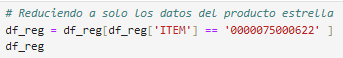 # Reduciendo a solo los datos del producto estrella
df_reg = df_reg[df_reg['ITEM'] == '0000075000622' ]
df_reg